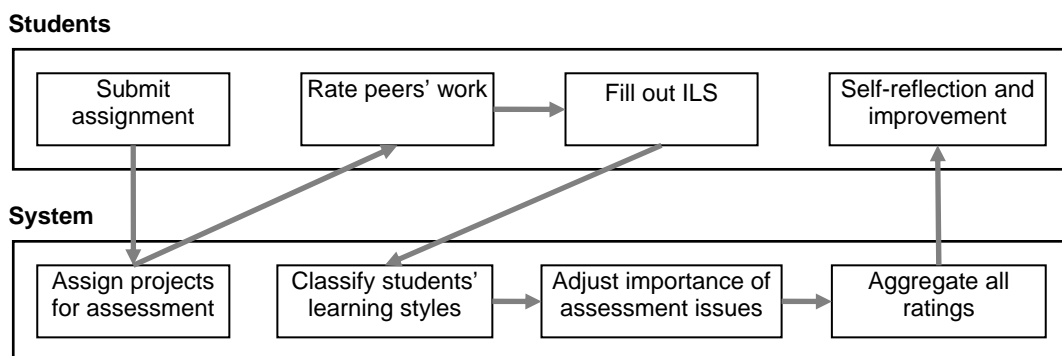 Students
Submit
assignment
Rate peers’ work
Fill out ILS
Self-reflection and
improvement
System
Assign projects
for assessment
Classify students’
learning styles
Adjust importance of
assessment issues
Aggregate all
ratings